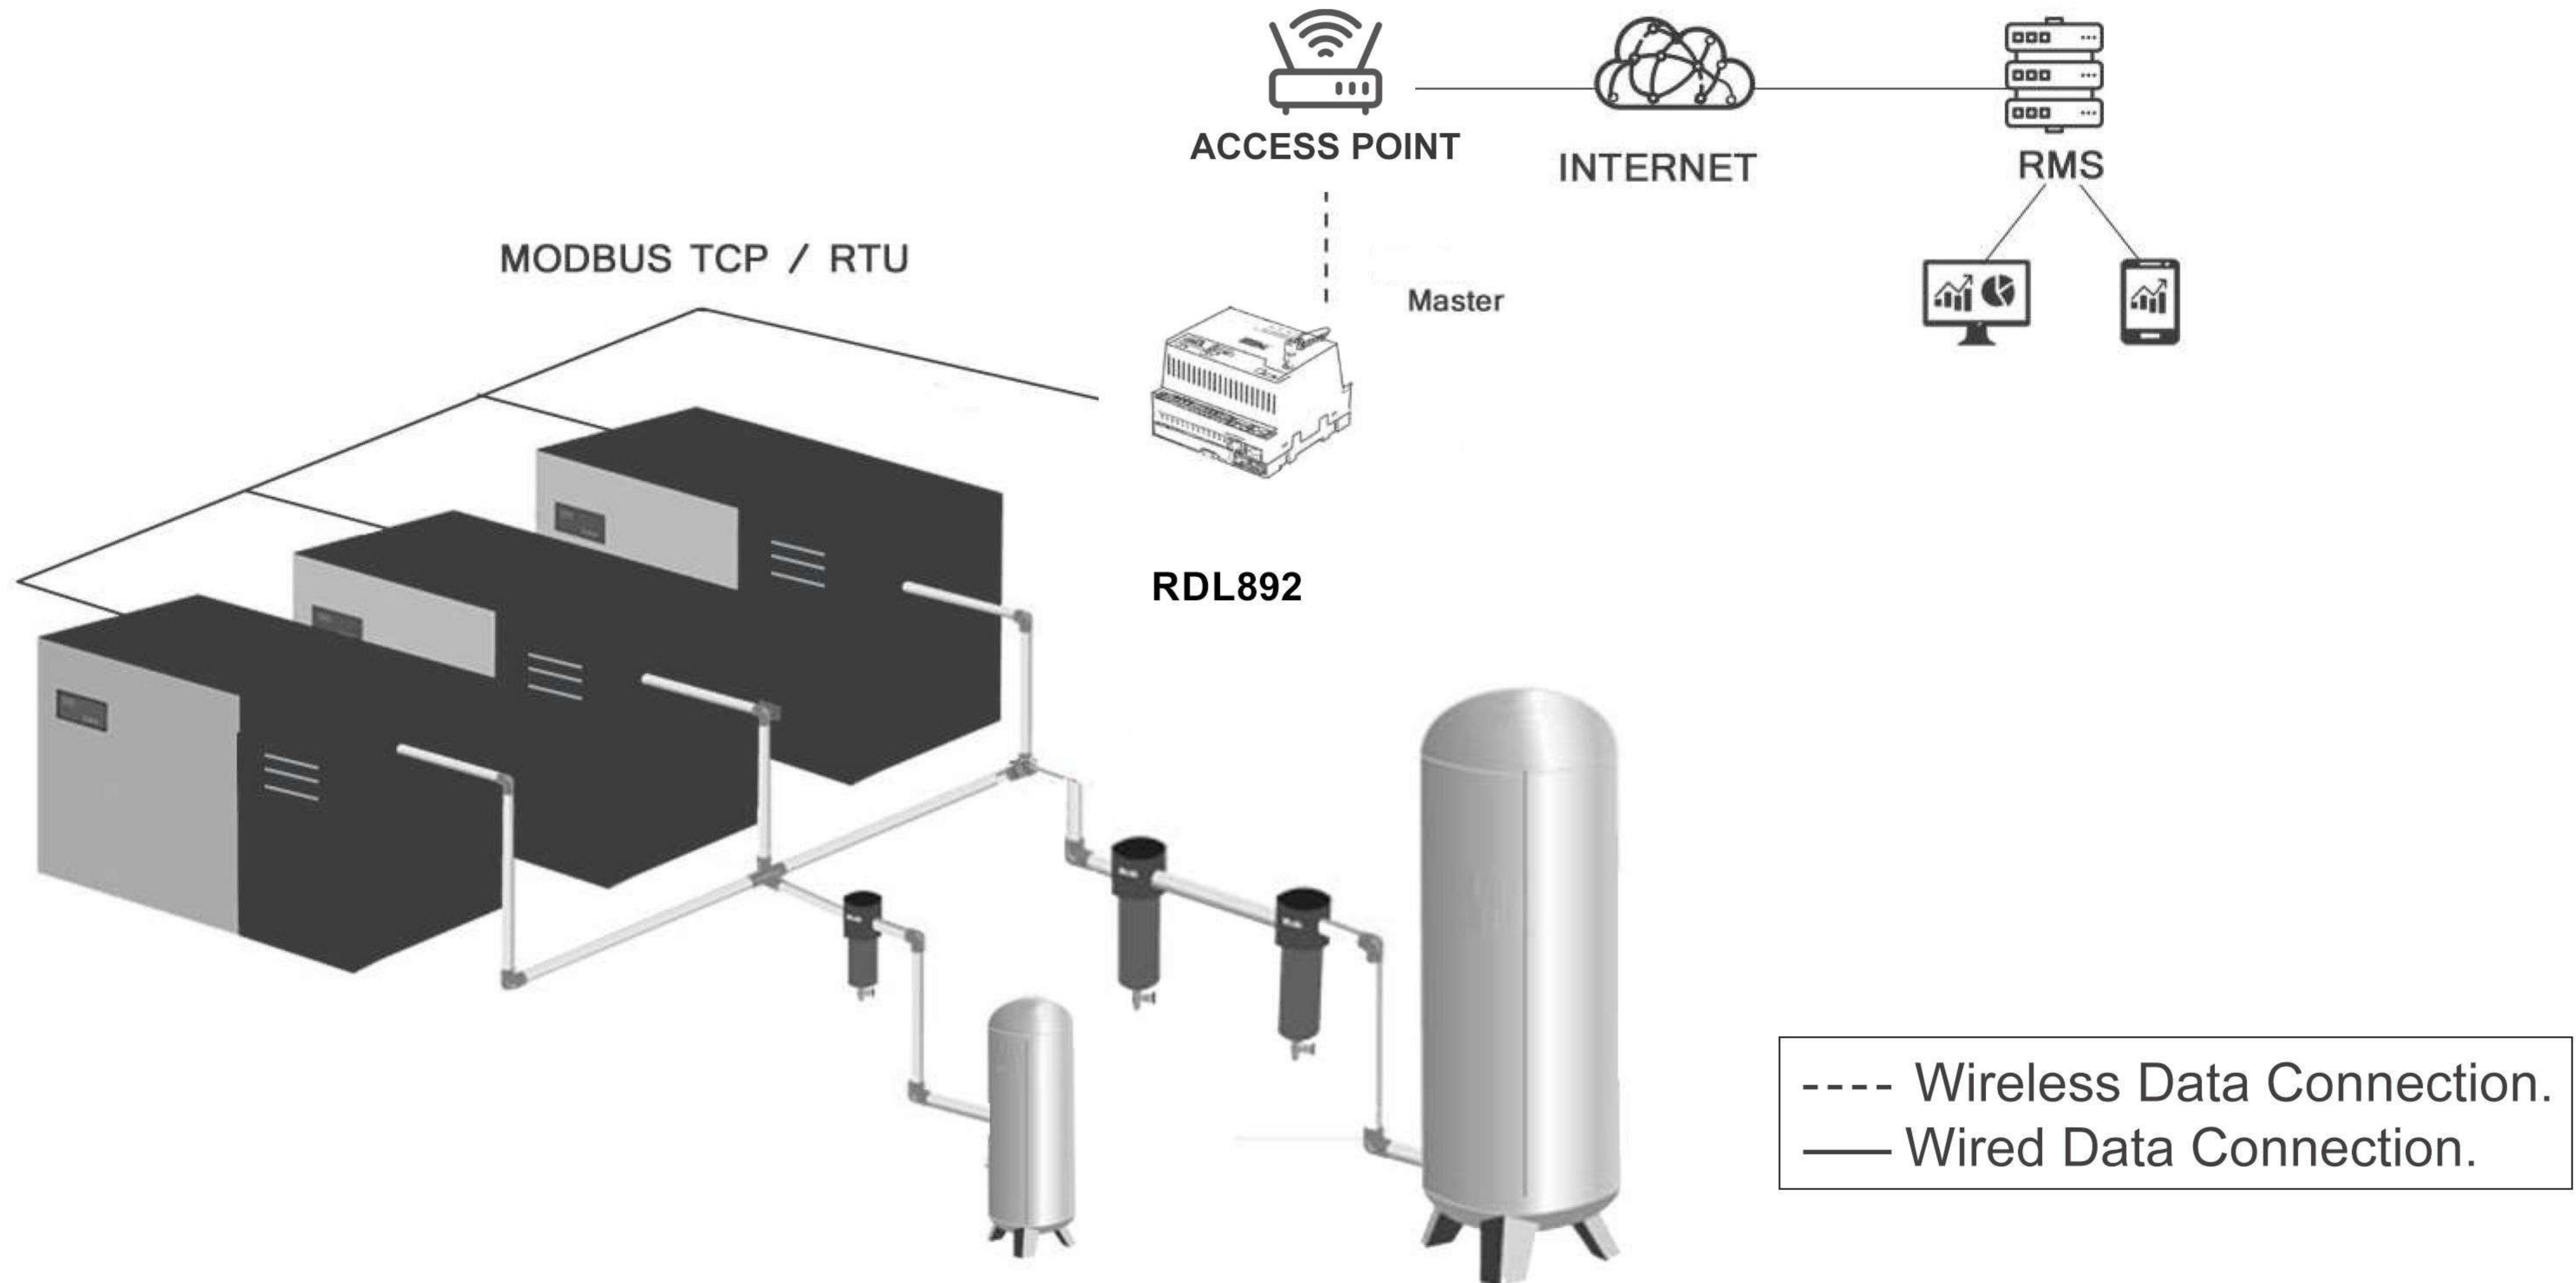 ACCESS POINT
INTERNET
RMS
MODBUS TCP / RTU
Master
RDL892
---- Wireless Data Connection.
—— Wired Data Connection.